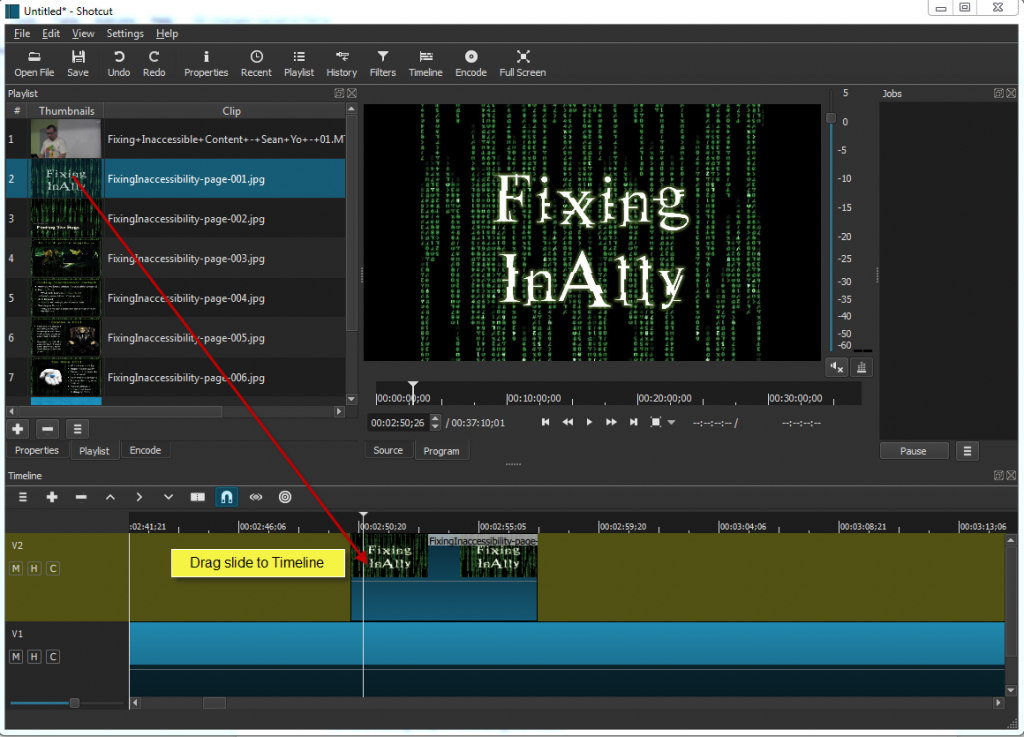 Untitled* - Shotcut
File Edit View Settings Help
Open File Save Undo Redo Properties Recent Playlist History Filters Timeline Encode Full Screen
Playlist
# Thumbnails Clip
1 Fixing+Inaccessible+Content+-+Sean+Yo+-+01.MT
2 Fixing InAlly FixingInaccessibility-page-001.jpg
3 FixingInaccessibility-page-002.jpg
4 FixingInaccessibility-page-003.jpg
5 FixingInaccessibility-page-004.jpg
6 FixingInaccessibility-page-005.jpg
7 FixingInaccessibility-page-006.jpg
Properties Playlist Encode
Fixing
InA11y
5
0
-5
-10
-15
-20
-25
-30
-35
-40
-50
-60
00:00:00;00 00:10:00;00 00:20:00;00 00:30:00;00
00:02:50;26 / 00:37:10;01 --:--:--:-- / --:--:--:--
Source Program
Jobs
Pause
Timeline
:02:41;21 00:02:46;06 00:02:50;20 00:02:55;05 00:02:59;20 00:03:04;06 00:03:08;21 00:03:13;06
V2
M H C
Drag slide to Timeline
FixingInaccessibility-page-
Fixing InA11y
Fixing InA11y
V1
M H C